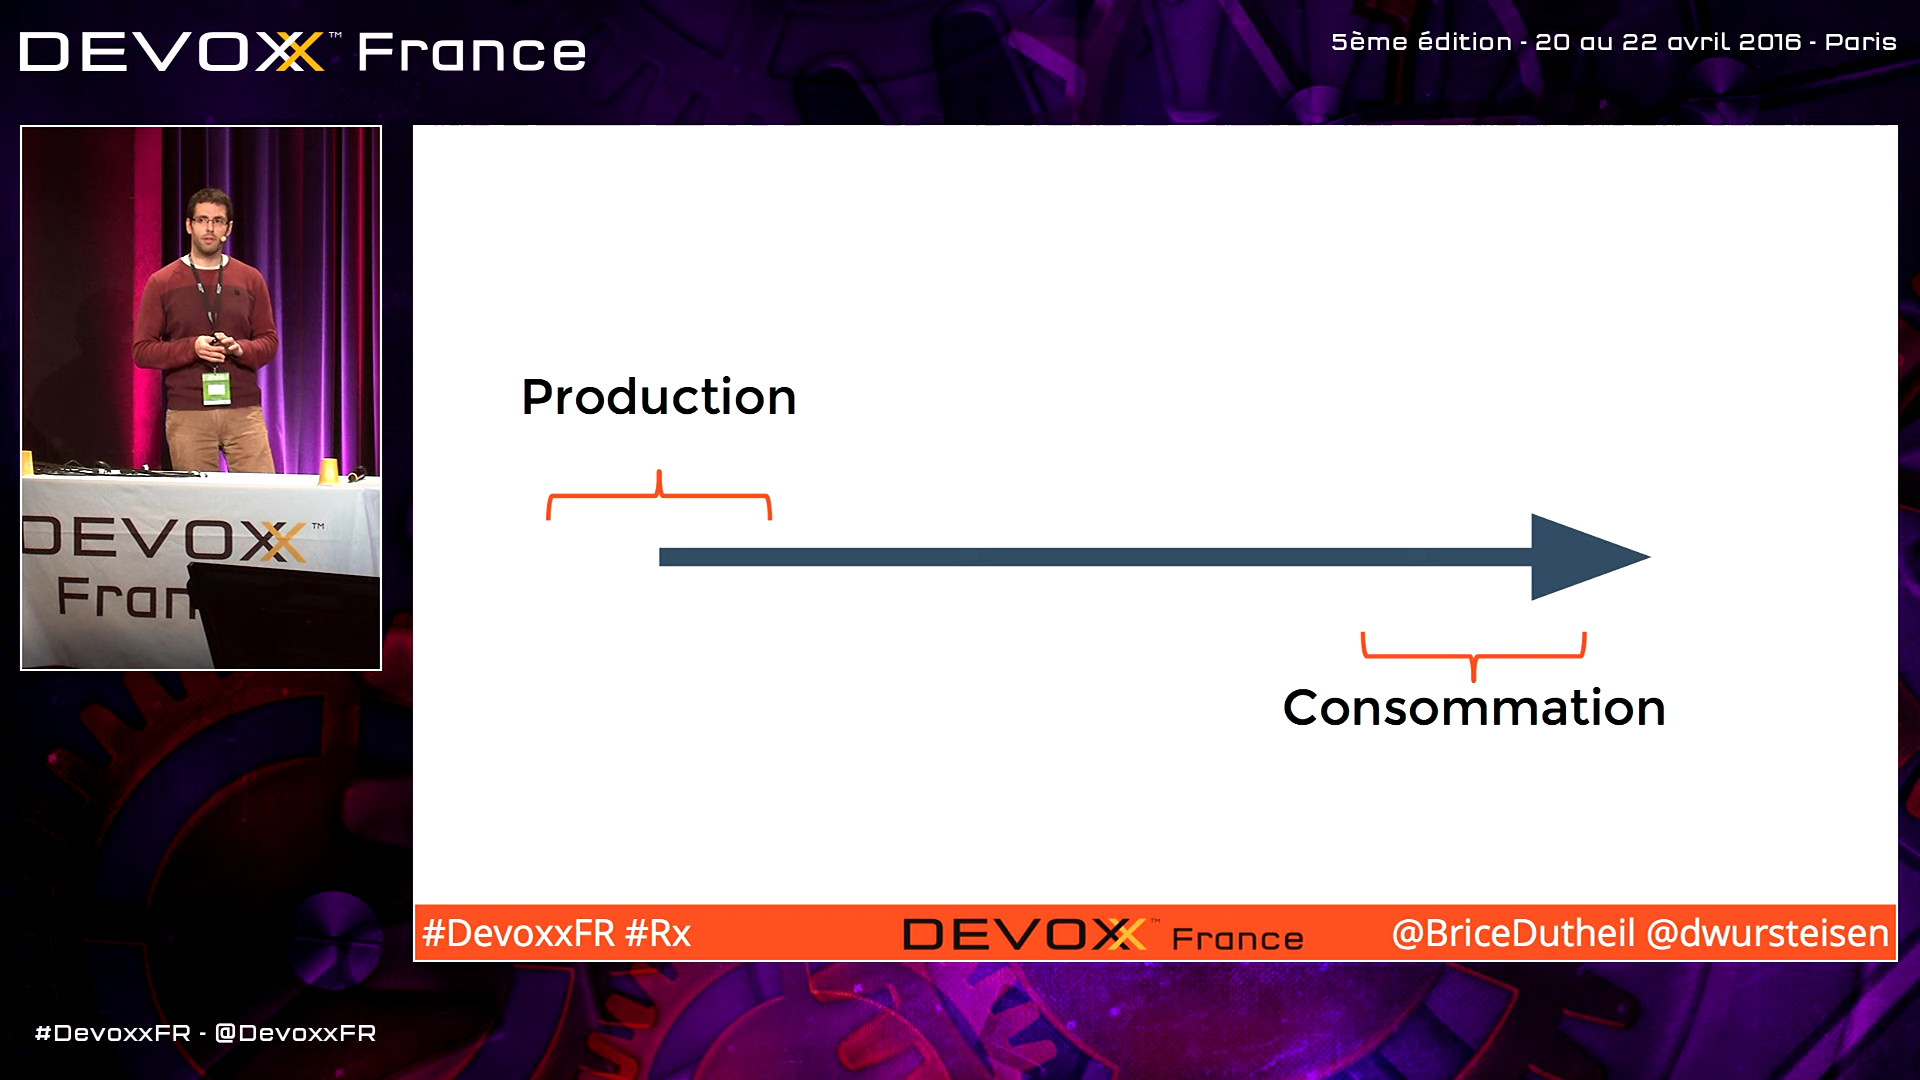 DEVOXX™ France
5ème édition - 20 au 22 avril 2016 - Paris
DEVOXX™
Fran
Production
Consommation
#DevoxxFR #Rx
DEVOXX™ France
@BriceDutheil @dwursteisen
#DevoxxFR - @DevoxxFR